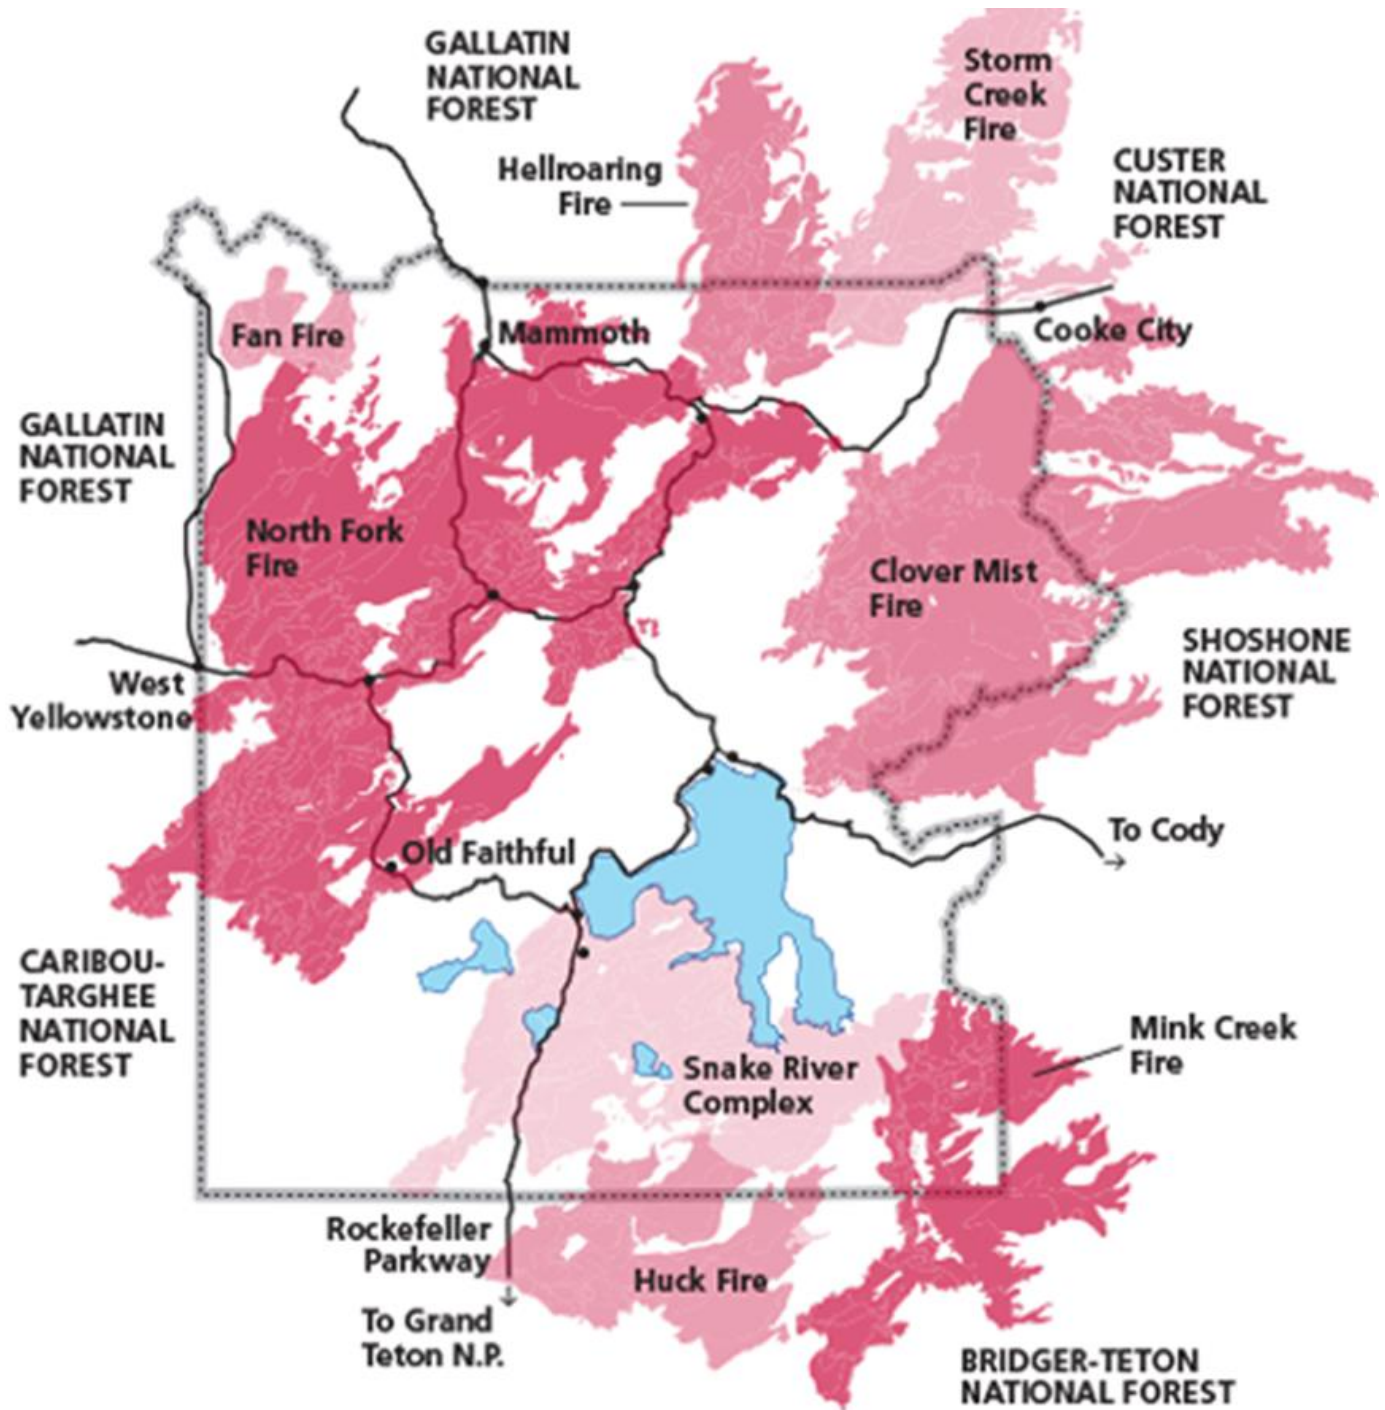 GALLATIN
NATIONAL
FOREST
Storm
Creek
Fire
Hellroaring
Fire
CUSTER
NATIONAL
FOREST
Fan Fire
Mammoth
Cooke City
GALLATIN
NATIONAL
FOREST
North Fork
Fire
Clover Mist
Fire
SHOSHONE
NATIONAL
FOREST
West
Yellowstone
To Cody
Old Faithful
CARIBOU-
TARGHEE
NATIONAL
FOREST
Mink Creek
Fire
Snake River
Complex
Rockefeller
Parkway
Huck Fire
To Grand
Teton N.P.
BRIDGER-TETON
NATIONAL FOREST